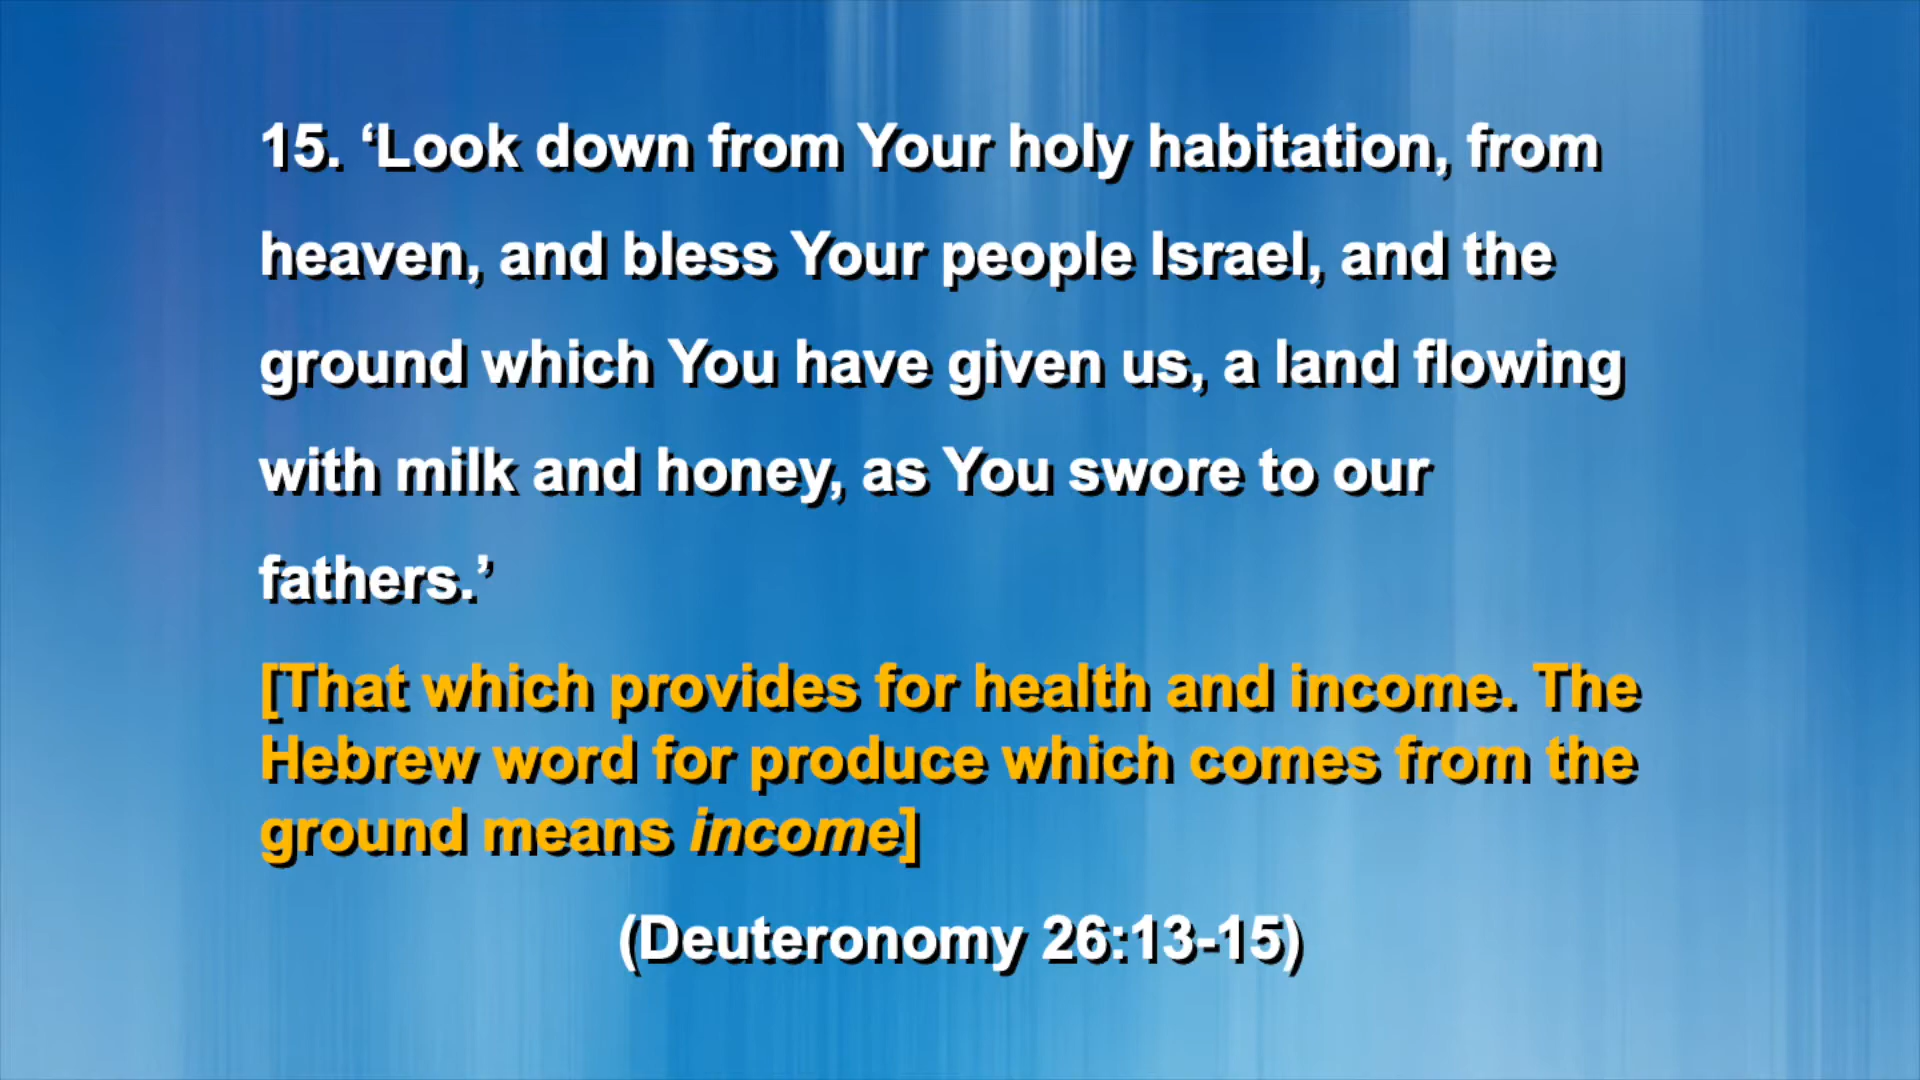 15. ‘Look down from Your holy habitation, from
heaven, and bless Your people Israel, and the
ground which You have given us, a land flowing
with milk and honey, as You swore to our
fathers.’
[That which provides for health and income. The
Hebrew word for produce which comes from the
ground means income]
(Deuteronomy 26:13-15)